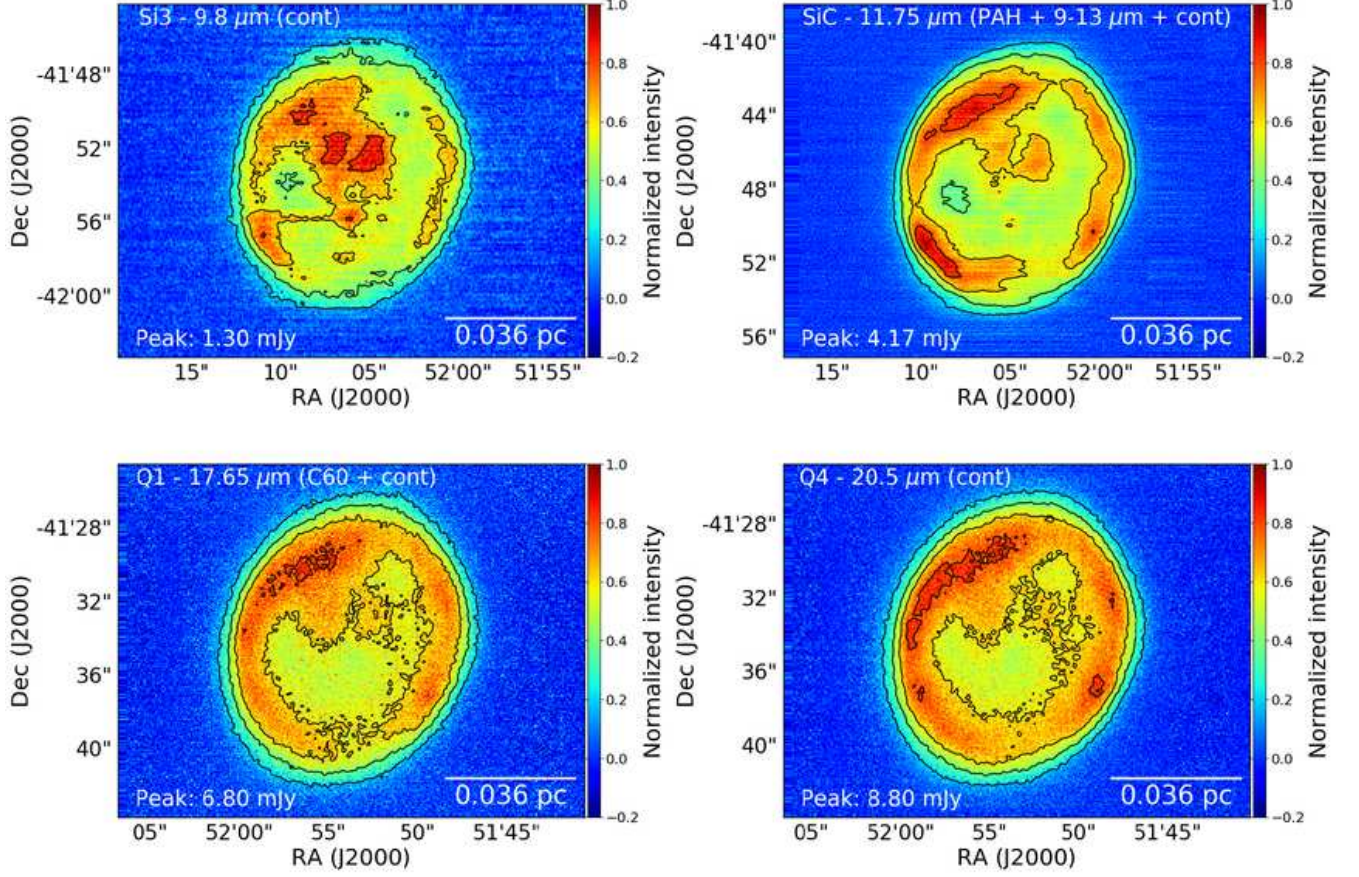 Si3 - 9.8 μm (cont)
Dec (J2000)
-41'48"
52"
56"
-42'00"
Peak: 1.30 mJy
0.036 pc
15" 10" 05" 52'00" 51'55"
RA (J2000)
1.0
0.8
0.6
0.4
0.2
0.0
−0.2
Normalized intensity
SiC - 11.75 μm (PAH + 9-13 μm + cont)
Dec (J2000)
-41'40"
44"
48"
52"
56"
Peak: 4.17 mJy
0.036 pc
15" 10" 05" 52'00" 51'55"
RA (J2000)
1.0
0.8
0.6
0.4
0.2
0.0
−0.2
Normalized intensity
Q1 - 17.65 μm (C60 + cont)
Dec (J2000)
-41'28"
32"
36"
40"
Peak: 6.80 mJy
0.036 pc
05" 52'00" 55" 50" 51'45"
RA (J2000)
1.0
0.8
0.6
0.4
0.2
0.0
−0.2
Normalized intensity
Q4 - 20.5 μm (cont)
Dec (J2000)
-41'28"
32"
36"
40"
Peak: 8.80 mJy
0.036 pc
05" 52'00" 55" 50" 51'45"
RA (J2000)
1.0
0.8
0.6
0.4
0.2
0.0
−0.2
Normalized intensity